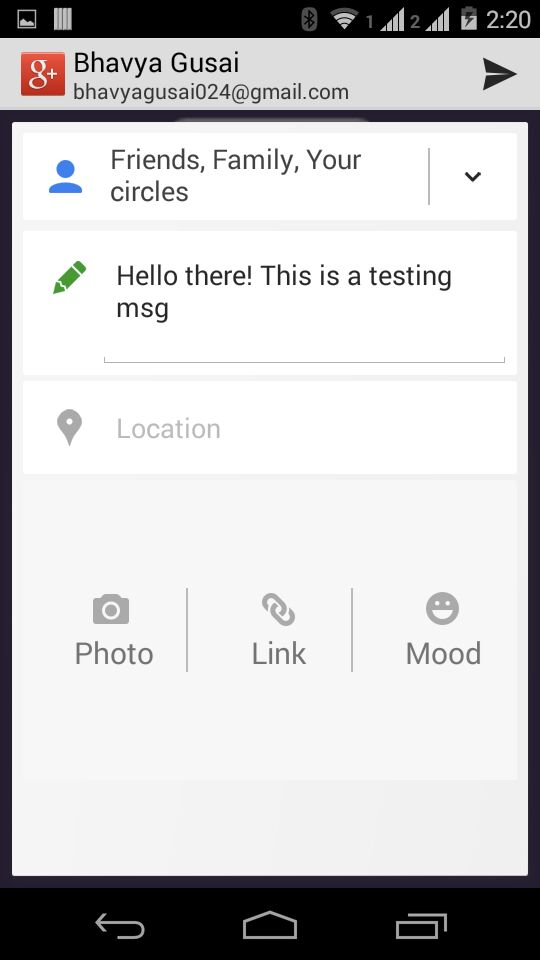 1 2 2:20
g+ Bhavya Gusai
bhavyagusai024@gmail.com
Friends, Family, Your
circles
Hello there! This is a testing
msg
Location
Photo Link Mood